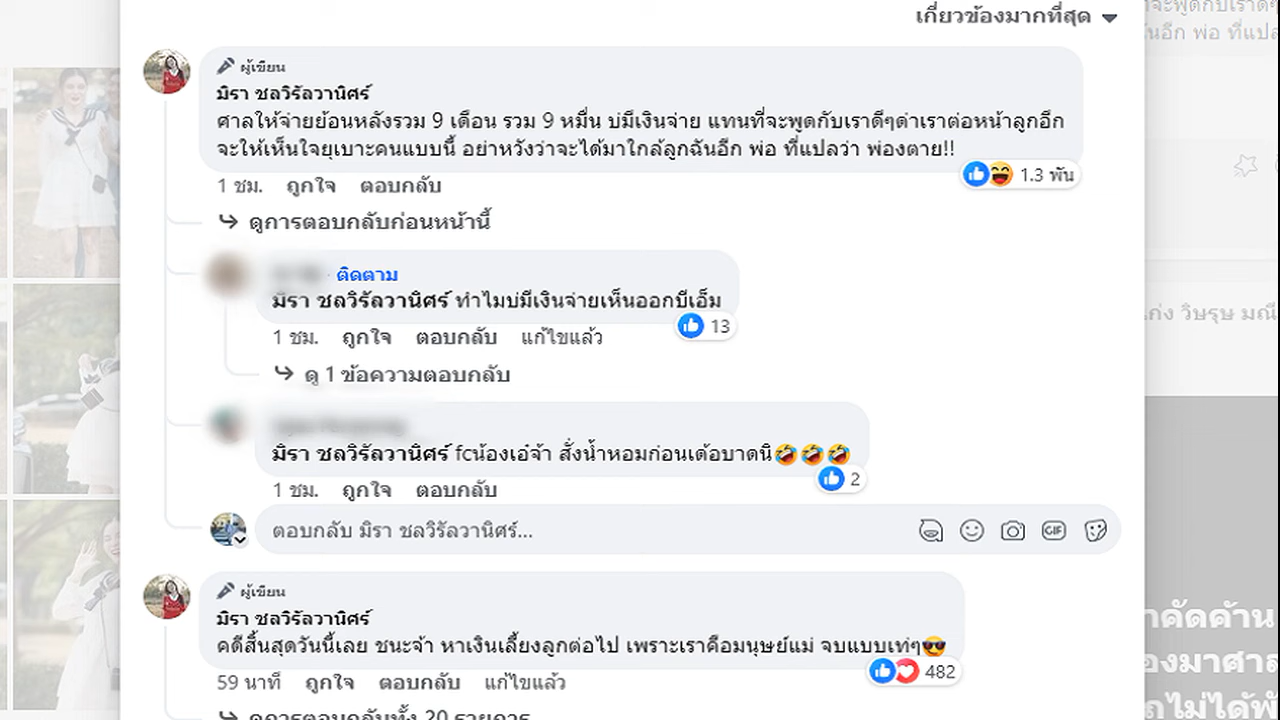 เกี่ยวข้องมากที่สุด
ผู้เขียน
มิรา ชลวิรัลวานิศร์
ศาลให้จ่ายย้อนหลังรวม 9 เดือน รวม 9 หมื่น บ่มีเงินจ่าย แทนที่จะพูดกับเราดีๆด่าเราต่อหน้าลูกอีก
จะให้เห็นใจยุเบาะคนแบบนี้ อย่าหวังว่าจะได้มาใกล้ลูกฉันอีก พ่อ ที่แปลว่า พ่องตาย!!
1.3 พัน
1 ชม. ถูกใจ ตอบกลับ
ดูการตอบกลับก่อนหน้านี้
· ติดตาม
มิรา ชลวิรัลวานิศร์ ทำไมบ่มีเงินจ่ายเห็นออกบีเอ็ม
13
1 ชม. ถูกใจ ตอบกลับ แก้ไขแล้ว
ดู 1 ข้อความตอบกลับ
มิรา ชลวิรัลวานิศร์ fcน้องเอ๋จ้า สั่งน้ำหอมก่อนเด้อบาดนิ🤣🤣🤣
2
1 ชม. ถูกใจ ตอบกลับ
ตอบกลับ มิรา ชลวิรัลวานิศร์...
GIF
ผู้เขียน
มิรา ชลวิรัลวานิศร์
คดีสิ้นสุดวันนี้เลย ชนะจ้า หาเงินเลี้ยงลูกต่อไป เพราะเราคือมนุษย์แม่ จบแบบเท่ๆ😎
482
59 นาที ถูกใจ ตอบกลับ แก้ไขแล้ว
ดูการตอบกลับทั้ง 20 รายการ